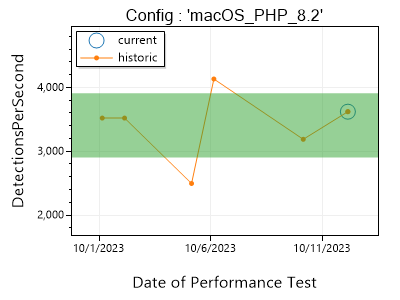 Config : 'macOS_PHP_8.2'
current
historic
DetectionsPerSecond
4,000
3,000
2,000
10/1/2023 10/6/2023 10/11/2023
Date of Performance Test